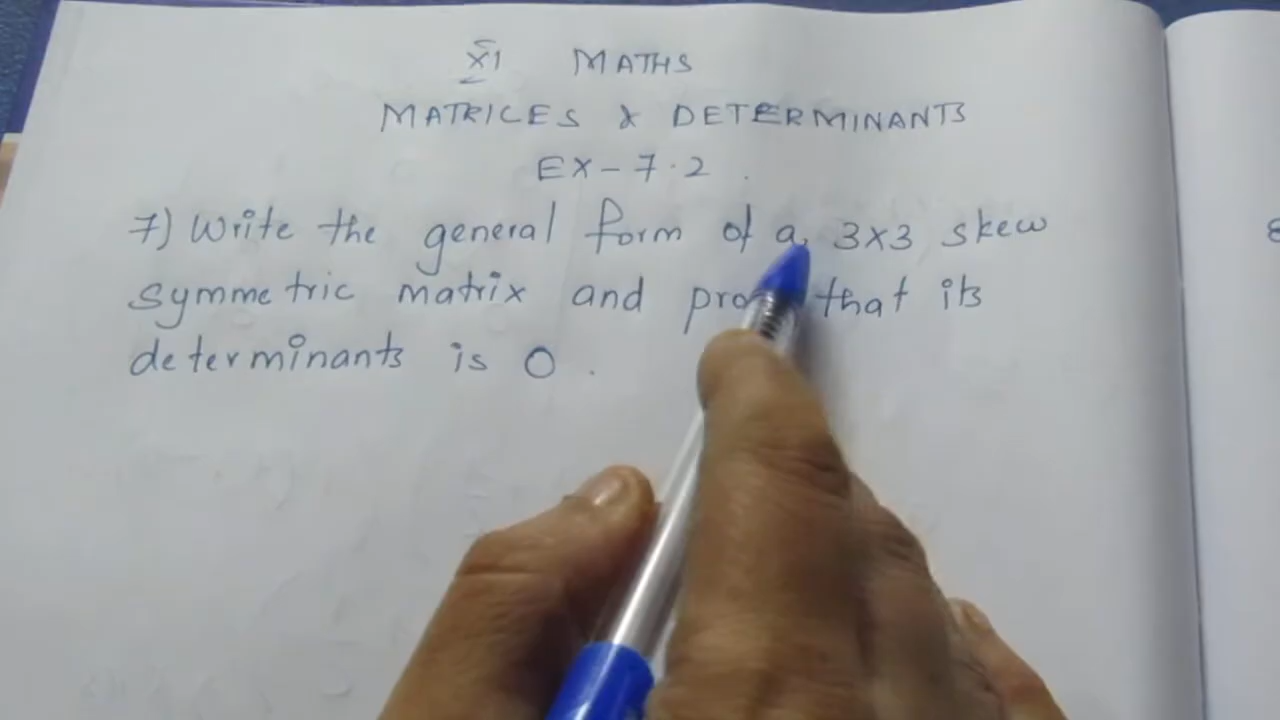 XI MATHS
MATRICES & DETERMINANTS
EX-7.2.
7) Write the general form of a 3x3 skew
symmetric matrix and that its
determinants is 0.